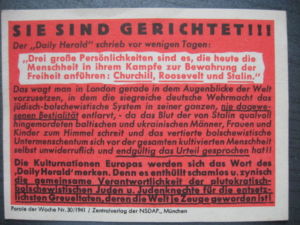 SIE SIND GERICHTET!!!
Der „Daily Herald" schrieb vor wenigen Tagen:
„Drei große Persönlichkeiten sind es, die heute die
Menschheit in ihrem Kampfe zur Bewahrung der
Freiheit anführen: Churchill, Roosevelt und Stalin."
Das wagt man in London gerade in dem Augenblicke der Welt
vorzusetzen, in dem die siegreiche deutsche Wehrmacht das
jüdisch-bolschewistische System in seiner ganzen, nie dagewe-
senen Bestialität entlarvt, - da das Blut der von Stalin qualvoll
hingemordeten baltischen und ukrainischen Männer, Frauen und
Kinder zum Himmel schreit und das vertierte bolschewistische
Untermenschentum sich vor der gesamten kultivierten Menschheit
selbst unwiderruflich und endgültig das Urteil gesprochen hat!!
Die Kulturnationen Europas werden sich das Wort des
„Daily Herald" merken. Denn es enthüllt schamlos u. zynisch
die gemeinsame Verantwortlichkeit der plutokratisch-
bolschewistischen Juden u. Judenknechte für die entsetz-
lichsten Greueltaten, deren die Welt je Zeuge geworden ist!
Parole der Woche Nr. 30/1941 / Zentralverlag der NSDAP., München